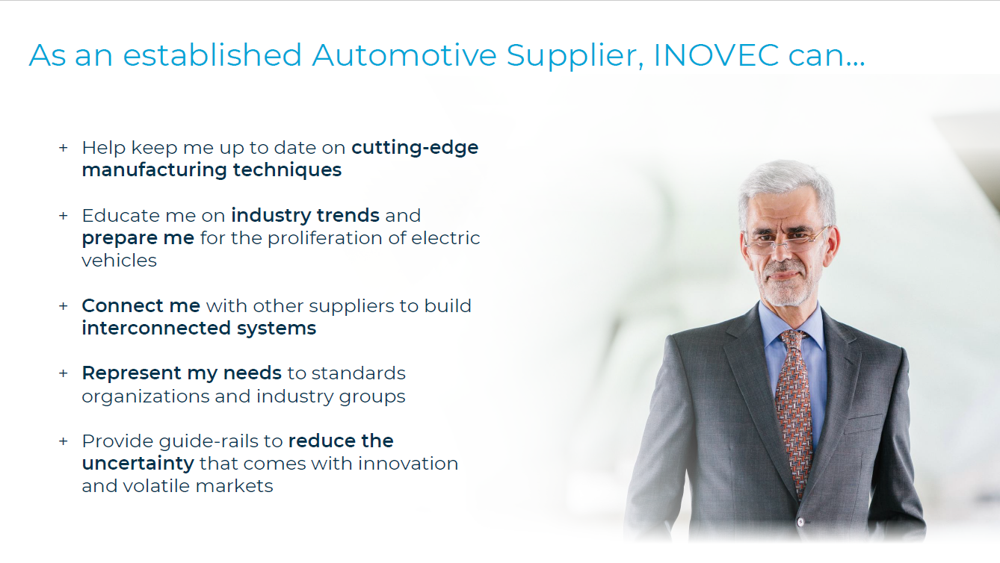 As an established Automotive Supplier, INOVEC can...
+ Help keep me up to date on cutting-edge
manufacturing techniques
+ Educate me on industry trends and
prepare me for the proliferation of electric
vehicles
+ Connect me with other suppliers to build
interconnected systems
+ Represent my needs to standards
organizations and industry groups
+ Provide guide-rails to reduce the
uncertainty that comes with innovation
and volatile markets